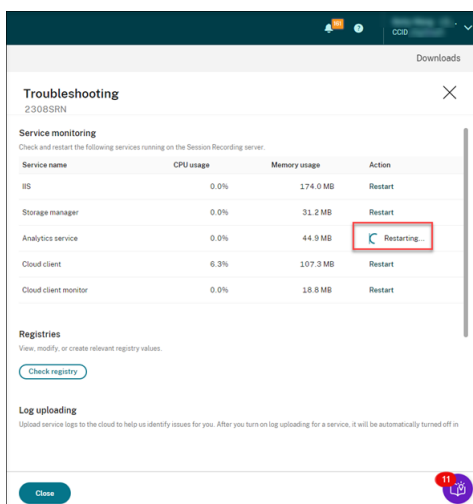 CCID
Downloads
Troubleshooting
2308SRN
Service monitoring
Check and restart the following services running on the Session Recording server.
Service name CPU usage Memory usage Action
IIS 0.0% 174.0 MB Restart
Storage manager 0.0% 31.2 MB Restart
Analytics service 0.0% 44.9 MB Restarting...
Cloud client 6.3% 107.3 MB Restart
Cloud client monitor 0.0% 18.8 MB Restart
Registries
View, modify, or create relevant registry values.
Check registry
Log uploading
Upload service logs to the cloud to help us identify issues for you. After you turn on log uploading for a service, it will be automatically turned off in
11
Close